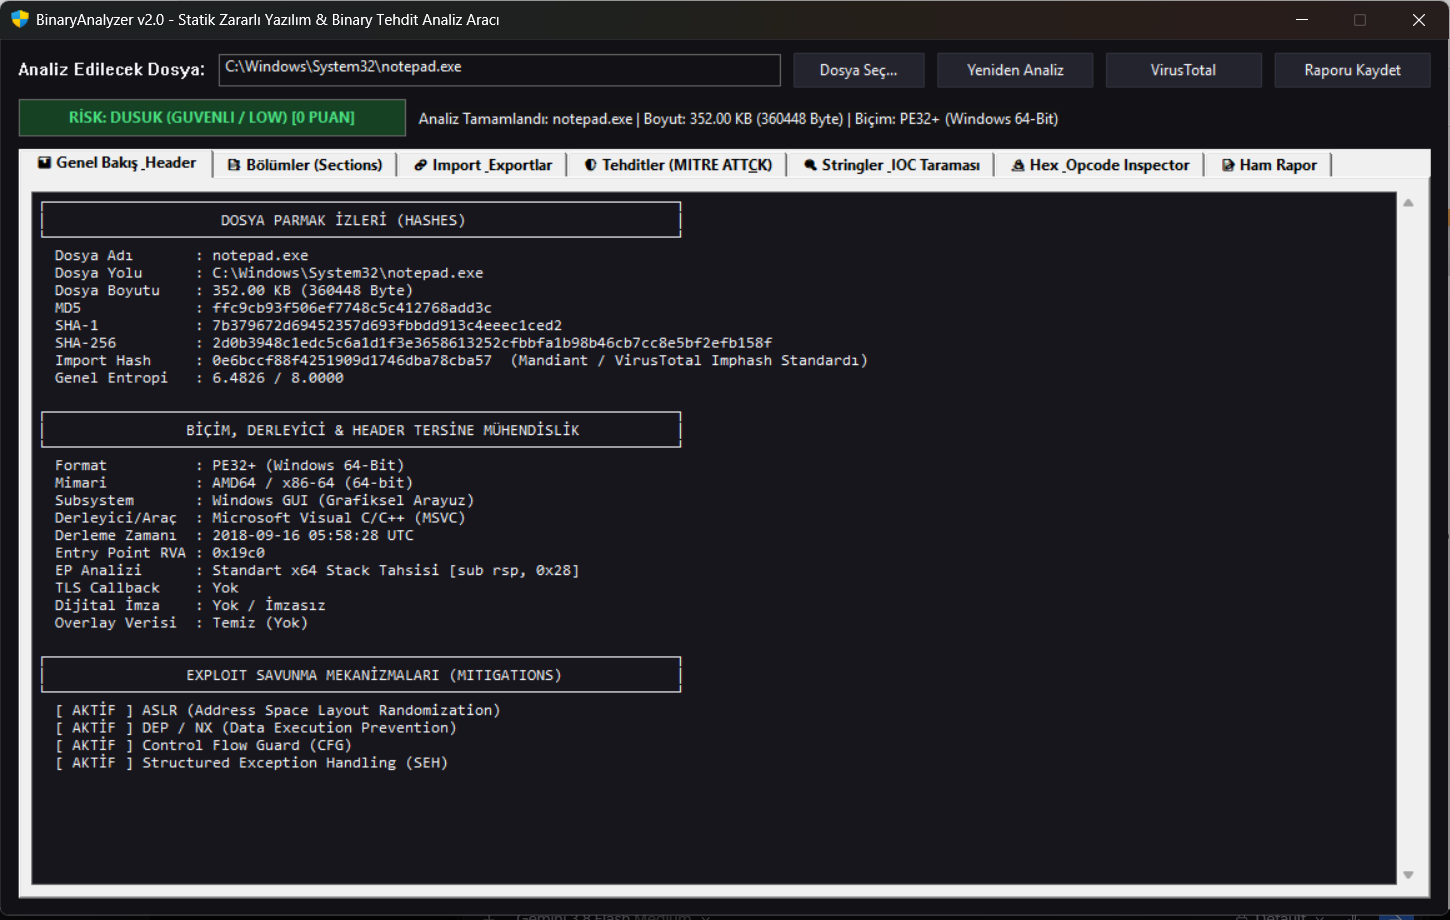 BinaryAnalyzer v2.0 - Statik Zararlı Yazılım & Binary Tehdit Analiz Aracı
Analiz Edilecek Dosya: C:\Windows\System32\notepad.exe Dosya Seç... Yeniden Analiz VirusTotal Raporu Kaydet
RİSK: DUSUK (GUVENLI / LOW) [0 PUAN] Analiz Tamamlandı: notepad.exe | Boyut: 352.00 KB (360448 Byte) | Biçim: PE32+ (Windows 64-Bit)
Genel Bakış _Header Bölümler (Sections) Import _Exportlar Tehditler (MITRE ATTCK) Stringler _IOC Taraması Hex _Opcode Inspector Ham Rapor
DOSYA PARMAK İZLERİ (HASHES)
Dosya Adı : notepad.exe
Dosya Yolu : C:\Windows\System32\notepad.exe
Dosya Boyutu : 352.00 KB (360448 Byte)
MD5 : ffc9cb93f506ef7748c5c412768add3c
SHA-1 : 7b379672d69452357d693fbbdd913c4eeec1ced2
SHA-256 : 2d0b3948c1edc5c6a1d1f3e3658613252cfbbfa1b98b46cb7cc8e5bf2efb158f
Import Hash : 0e6bccf88f4251909d1746dba78cba57 (Mandiant / VirusTotal Imphash Standardı)
Genel Entropi : 6.4826 / 8.0000
BİÇİM, DERLEYİCİ & HEADER TERSİNE MÜHENDİSLİK
Format : PE32+ (Windows 64-Bit)
Mimari : AMD64 / x86-64 (64-bit)
Subsystem : Windows GUI (Grafiksel Arayuz)
Derleyici/Araç : Microsoft Visual C/C++ (MSVC)
Derleme Zamanı : 2018-09-16 05:58:28 UTC
Entry Point RVA : 0x19c0
EP Analizi : Standart x64 Stack Tahsisi [sub rsp, 0x28]
TLS Callback : Yok
Dijital İmza : Yok / İmzasız
Overlay Verisi : Temiz (Yok)
EXPLOIT SAVUNMA MEKANİZMALARI (MITIGATIONS)
[ AKTİF ] ASLR (Address Space Layout Randomization)
[ AKTİF ] DEP / NX (Data Execution Prevention)
[ AKTİF ] Control Flow Guard (CFG)
[ AKTİF ] Structured Exception Handling (SEH)